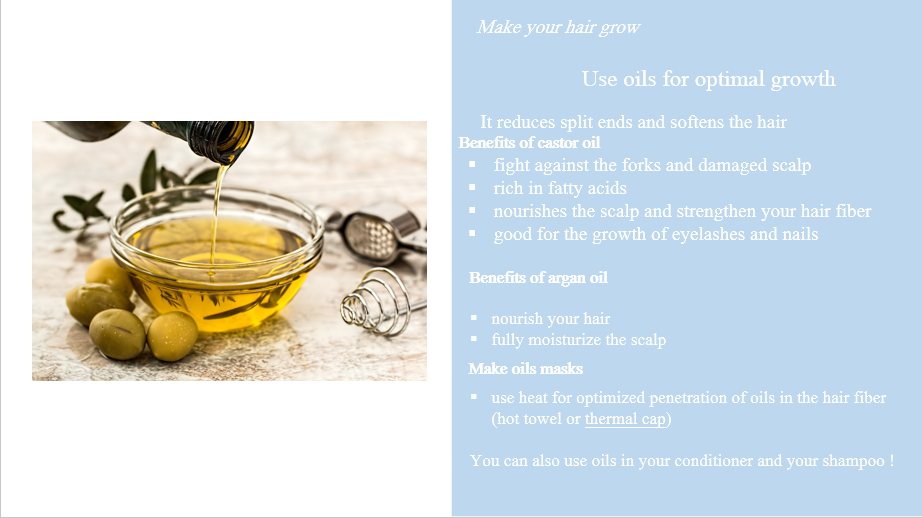 Make your hair grow
Use oils for optimal growth
It reduces split ends and softens the hair
Benefits of castor oil
▪ fight against the forks and damaged scalp
▪ rich in fatty acids
▪ nourishes the scalp and strengthen your hair fiber
▪ good for the growth of eyelashes and nails
Benefits of argan oil
▪ nourish your hair
▪ fully moisturize the scalp
Make oils masks
▪ use heat for optimized penetration of oils in the hair fiber
(hot towel or thermal cap)
You can also use oils in your conditioner and your shampoo !